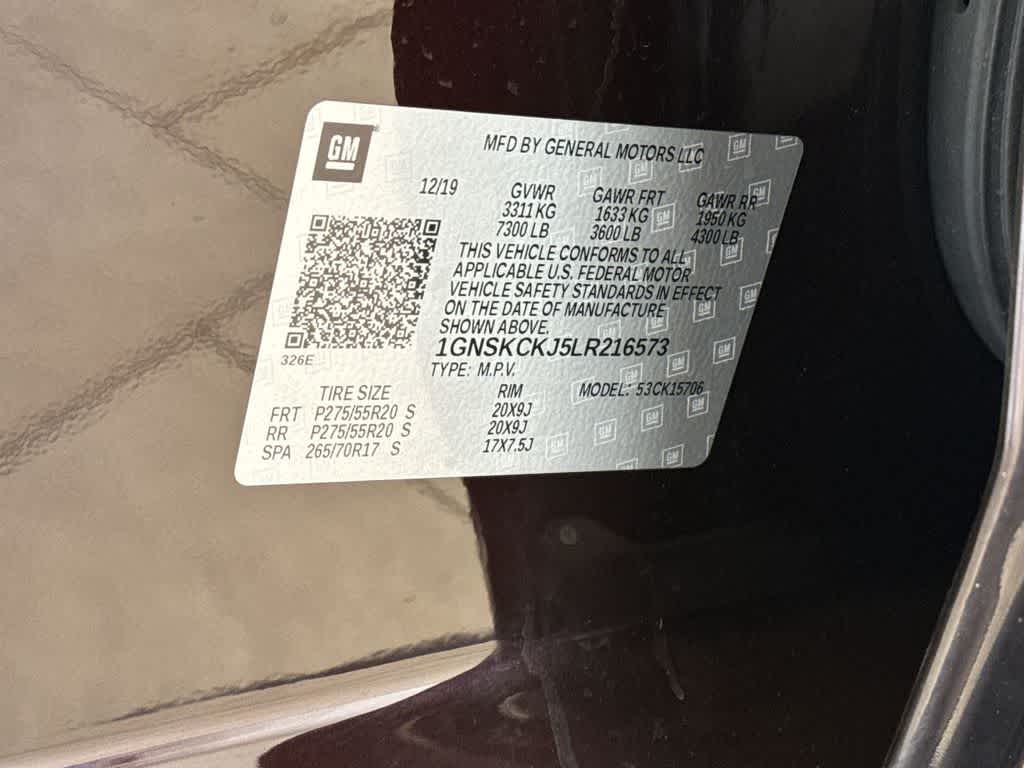 GM
MFD BY GENERAL MOTORS LLC
12/19 GVWR GAWR FRT GAWR RR
3311 KG 1633 KG 1950 KG
7300 LB 3600 LB 4300 LB
THIS VEHICLE CONFORMS TO ALL
APPLICABLE U.S. FEDERAL MOTOR
VEHICLE SAFETY STANDARDS IN EFFECT
ON THE DATE OF MANUFACTURE
SHOWN ABOVE.
326E
1GNSKCKJ5LR216573
TYPE: M.P.V.
TIRE SIZE RIM MODEL: 53CK15706
FRT P275/55R20 S 20X9J
RR P275/55R20 S 20X9J
SPA 265/70R17 S 17X7.5J